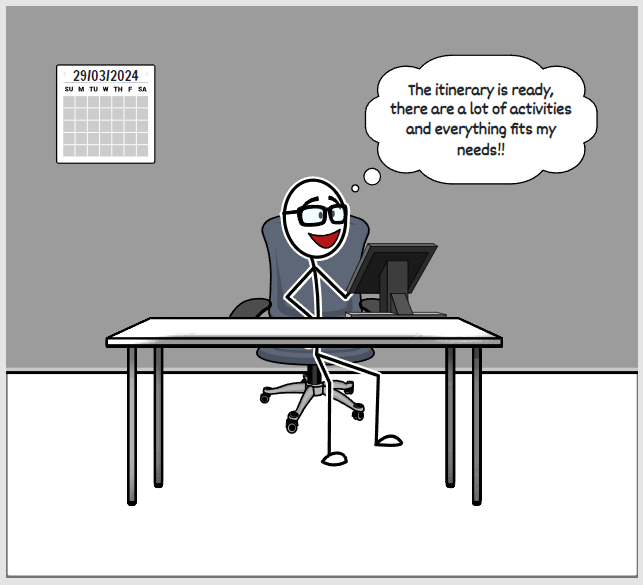 29/03/2024
SU M TU W TH F SA
The itinerary is ready,
there are a lot of activities
and everything fits my
needs!!